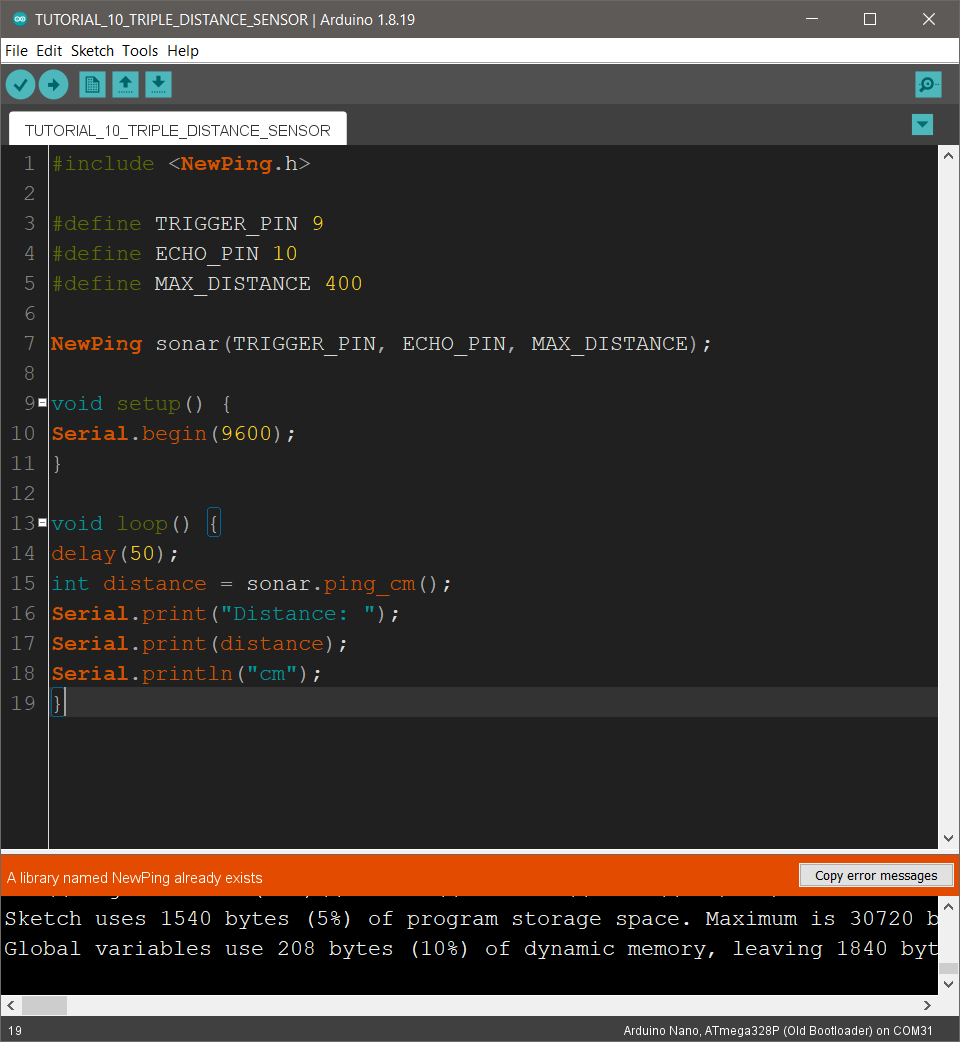 TUTORIAL_10_TRIPLE_DISTANCE_SENSOR | Arduino 1.8.19
File Edit Sketch Tools Help
TUTORIAL_10_TRIPLE_DISTANCE_SENSOR
1 #include <NewPing.h>
2
3 #define TRIGGER_PIN 9
4 #define ECHO_PIN 10
5 #define MAX_DISTANCE 400
6
7 NewPing sonar(TRIGGER_PIN, ECHO_PIN, MAX_DISTANCE);
8
9 void setup() {
10 Serial.begin(9600);
11 }
12
13 void loop() {
14 delay(50);
15 int distance = sonar.ping_cm();
16 Serial.print("Distance: ");
17 Serial.print(distance);
18 Serial.println("cm");
19 }
A library named NewPing already exists
Copy error messages
Sketch uses 1540 bytes (5%) of program storage space. Maximum is 30720 b
Global variables use 208 bytes (10%) of dynamic memory, leaving 1840 byt
19
Arduino Nano, ATmega328P (Old Bootloader) on COM31